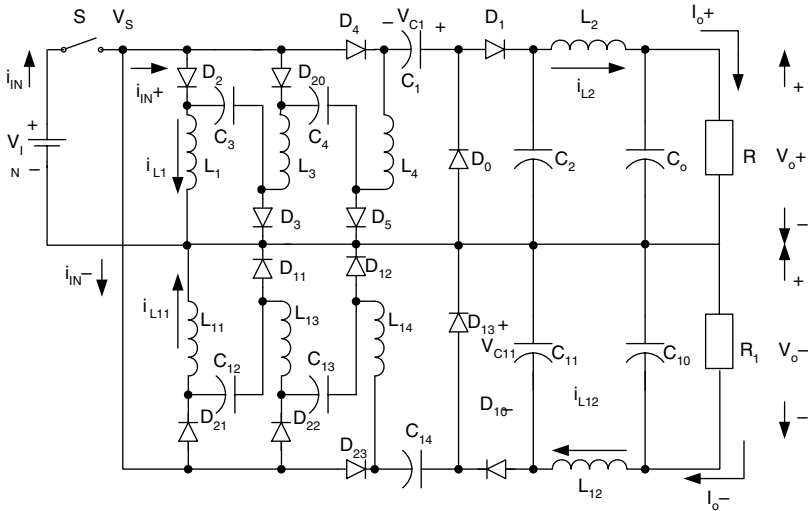 S V_S D_4 − V_C1 + D_1 L_2 I_o+
i_IN D_2 i_IN+ D_20 C_1 i_L2 +
V_I + C_3 C_4
N −
i_L1 L_1 L_3 L_4 D_0 C_2 C_o R V_o+
D_3 D_5 −
i_IN− D_11 D_12 +
i_L11 L_11 L_13 L_14 D_13 +
V_C11 C_11 C_10 R_1 V_o−
C_12 C_13
D_21 D_22 D_10− i_L12 −
D_23 C_14
L_12 I_o−